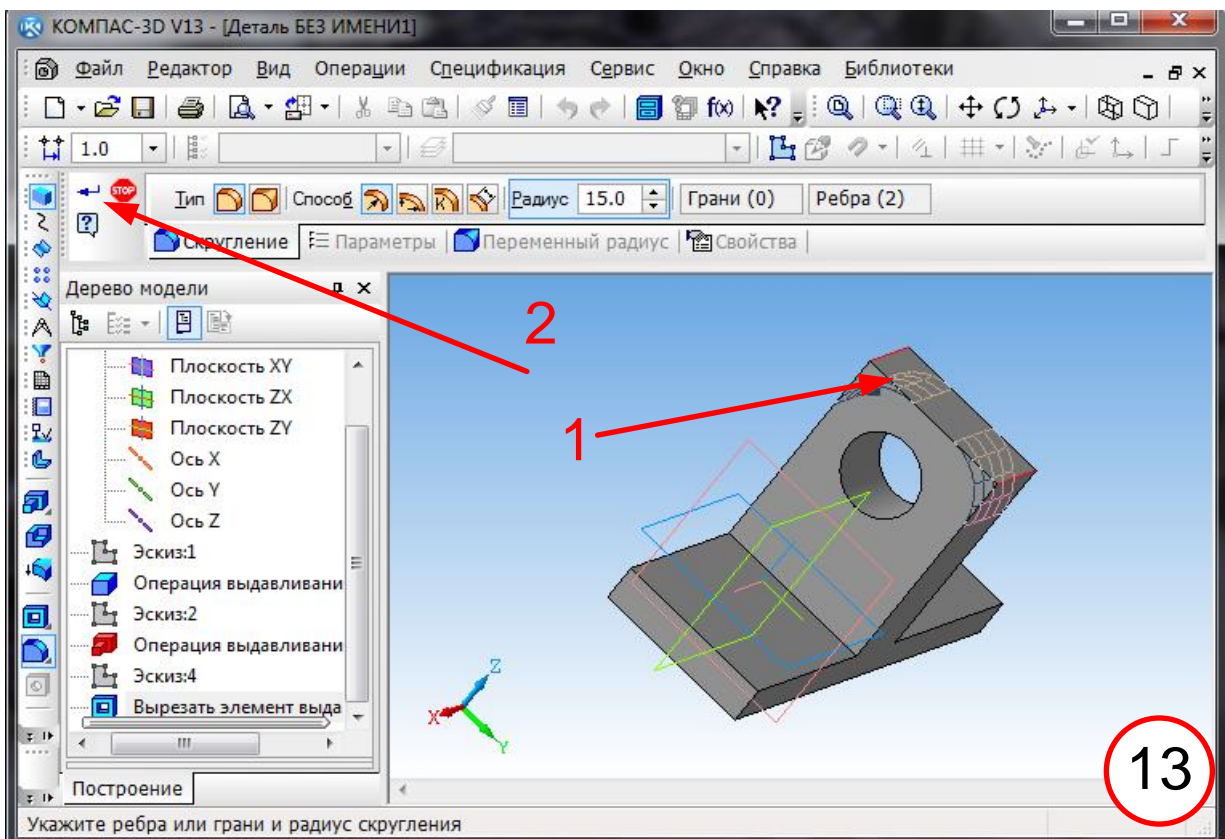 КОМПАС-3D V13 - [Деталь БЕЗ ИМЕНИ1]
Файл Редактор Вид Операции Спецификация Сервис Окно Справка Библиотеки
f(x)
1.0
STOP Тип Способ Радиус 15.0 Грани (0) Ребра (2)
Скругление Параметры Переменный радиус Свойства
Дерево модели
Плоскость XY
Плоскость ZX
Плоскость ZY
Ось X
Ось Y
Ось Z
Эскиз:1
Операция выдавливани
Эскиз:2
Операция выдавливани
Эскиз:4
Вырезать элемент выда
Построение
2
1
Z
X
Y
13
Укажите ребра или грани и радиус скругления